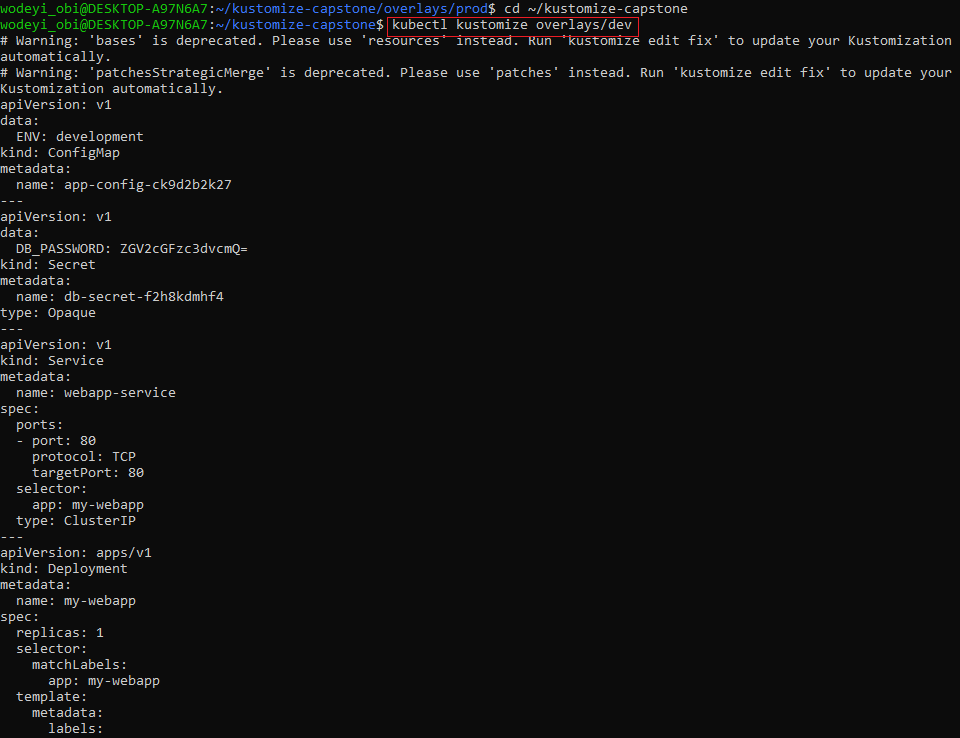 wodeyi_obi@DESKTOP-A97N6A7:~/kustomize-capstone/overlays/prod$ cd ~/kustomize-capstone
wodeyi_obi@DESKTOP-A97N6A7:~/kustomize-capstone$ kubectl kustomize overlays/dev
# Warning: 'bases' is deprecated. Please use 'resources' instead. Run 'kustomize edit fix' to update your Kustomization
automatically.
# Warning: 'patchesStrategicMerge' is deprecated. Please use 'patches' instead. Run 'kustomize edit fix' to update your
Kustomization automatically.
apiVersion: v1
data:
  ENV: development
kind: ConfigMap
metadata:
  name: app-config-ck9d2b2k27
---
apiVersion: v1
data:
  DB_PASSWORD: ZGV2cGFzc3dvcmQ=
kind: Secret
metadata:
  name: db-secret-f2h8kdmhf4
type: Opaque
---
apiVersion: v1
kind: Service
metadata:
  name: webapp-service
spec:
  ports:
  - port: 80
    protocol: TCP
    targetPort: 80
  selector:
    app: my-webapp
  type: ClusterIP
---
apiVersion: apps/v1
kind: Deployment
metadata:
  name: my-webapp
spec:
  replicas: 1
  selector:
    matchLabels:
      app: my-webapp
  template:
    metadata:
      labels: